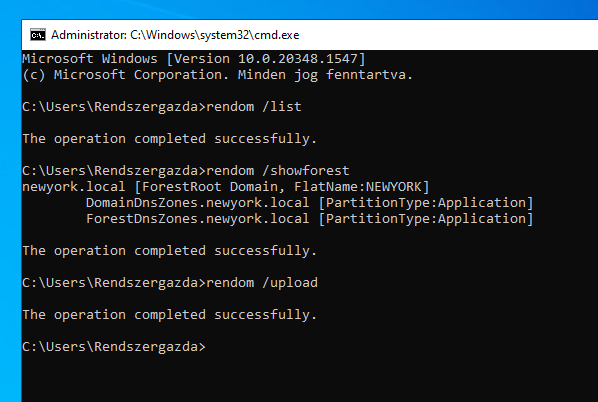 Administrator: C:\Windows\system32\cmd.exe
Microsoft Windows [Version 10.0.20348.1547]
(c) Microsoft Corporation. Minden jog fenntartva.
C:\Users\Rendszergazda>rendom /list
The operation completed successfully.
C:\Users\Rendszergazda>rendom /showforest
newyork.local [ForestRoot Domain, FlatName:NEWYORK]
DomainDnsZones.newyork.local [PartitionType:Application]
ForestDnsZones.newyork.local [PartitionType:Application]
The operation completed successfully.
C:\Users\Rendszergazda>rendom /upload
The operation completed successfully.
C:\Users\Rendszergazda>